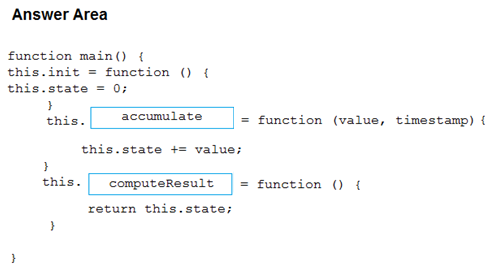 Answer Area
function main() {
this.init = function () {
this.state = 0;
}
this. accumulate = function (value, timestamp) {
this.state += value;
}
this. computeResult = function () {
return this.state;
}
}